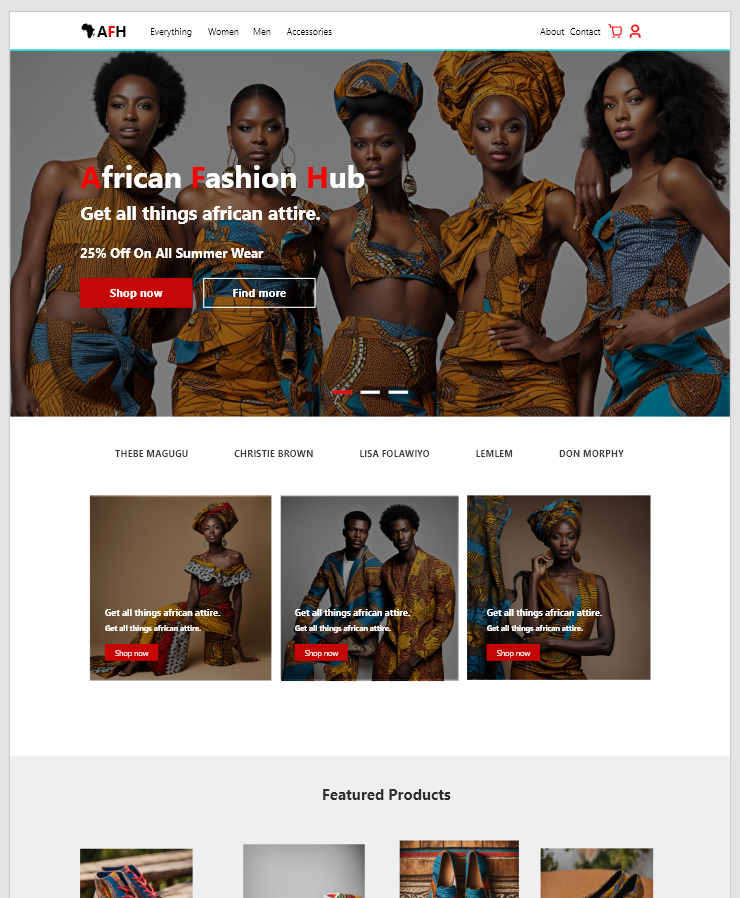 AFH
Everything Women Men Accessories About Contact
African Fashion Hub
Get all things african attire.
25% Off On All Summer Wear
Shop now Find more
THEBE MAGUGU CHRISTIE BROWN LISA FOLAWIYO LEMLEM DON MORPHY
Get all things african attire.
Get all things african attire.
Shop now
Get all things african attire.
Get all things african attire.
Shop now
Get all things african attire.
Get all things african attire.
Shop now
Featured Products